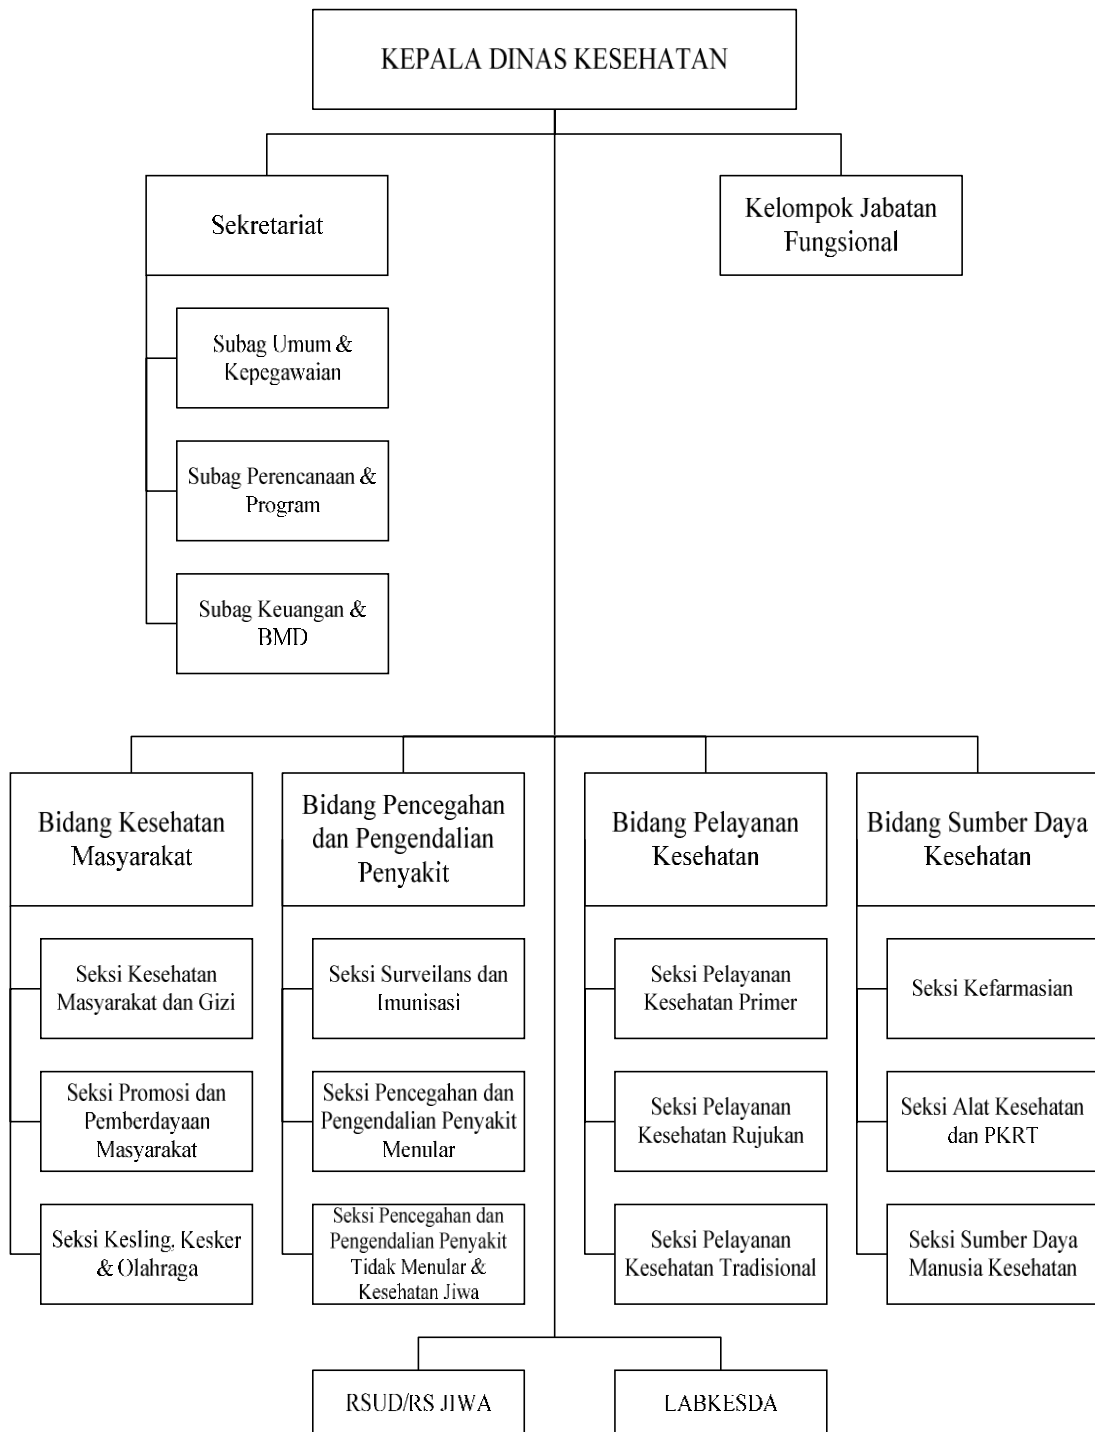 KEPALA DINAS KESEHATAN
Sekretariat
Kelompok Jabatan
Fungsional
Subag Umum &
Kepegawaian
Subag Perencanaan &
Program
Subag Keuangan &
BMD
Bidang Kesehatan
Masyarakat
Seksi Kesehatan
Masyarakat dan Gizi
Seksi Promosi dan
Pemberdayaan
Masyarakat
Seksi Kesling, Kesker
& Olahraga
Bidang Pencegahan
dan Pengendalian
Penyakit
Seksi Surveilans dan
Imunisasi
Seksi Pencegahan dan
Pengendalian Penyakit
Menular
Seksi Pencegahan dan
Pengendalian Penyakit
Tidak Menular &
Kesehatan Jiwa
Bidang Pelayanan
Kesehatan
Seksi Pelayanan
Kesehatan Primer
Seksi Pelayanan
Kesehatan Rujukan
Seksi Pelayanan
Kesehatan Tradisional
Bidang Sumber Daya
Kesehatan
Seksi Kefarmasian
Seksi Alat Kesehatan
dan PKRT
Seksi Sumber Daya
Manusia Kesehatan
RSUD/RS JIWA
LABKESDA